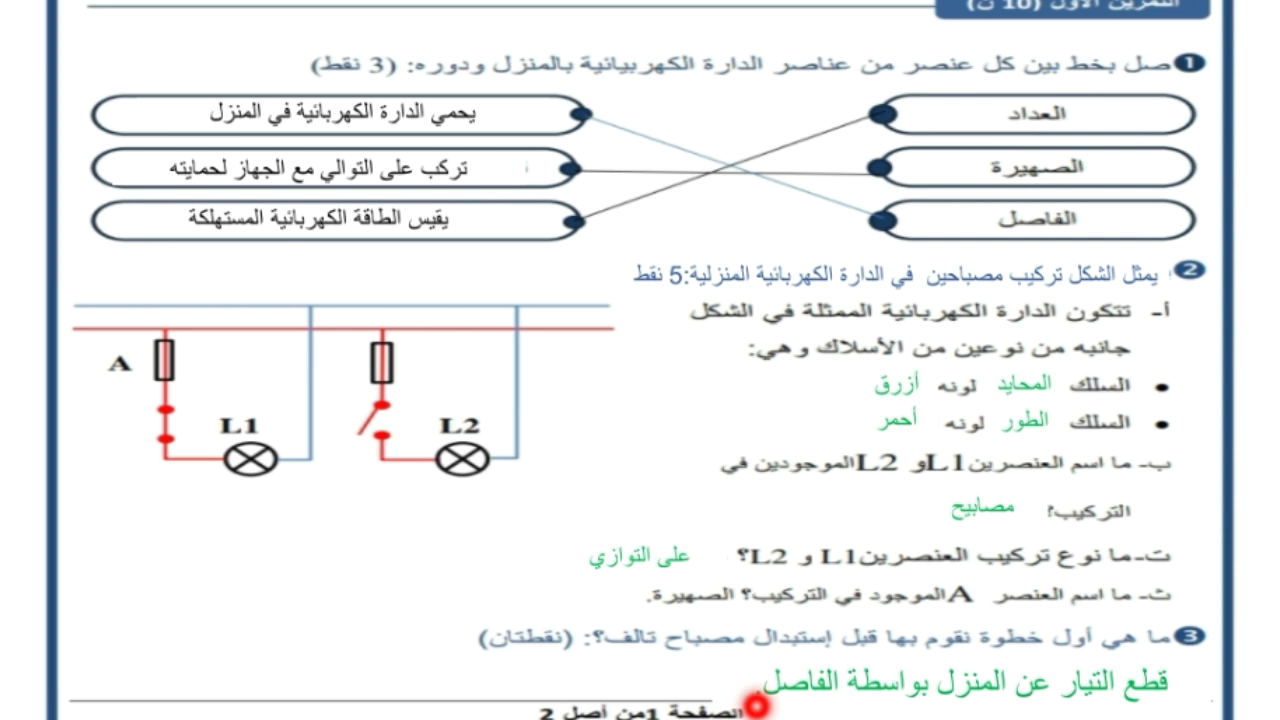 التمرين الأول (10 ن)
❶ صل بخط بين كل عنصر من عناصر الدارة الكهربيانية بالمنزل ودوره: (3 نقط)
العداد
يحمي الدارة الكهربائية في المنزل
الصهيرة
تركب على التوالي مع الجهاز لحمايته
الفاصل
يقيس الطاقة الكهربائية المستهلكة
❷ يمثل الشكل تركيب مصباحين في الدارة الكهربائية المنزلية:5 نقط
أ- تتكون الدارة الكهربائية الممثلة في الشكل
جانبه من نوعين من الأسلاك وهي:
• السلك المحايد لونه أزرق
• السلك الطور لونه أحمر
A
L1
L2
ب- ما اسم العنصرين L1 و L2 الموجودين في
التركيب؟ مصابيح
ت- ما نوع تركيب العنصرين L1 و L2؟ على التوازي
ث- ما اسم العنصر A الموجود في التركيب؟ الصهيرة.
❸ ما هي أول خطوة نقوم بها قبل إستبدال مصباح تالف؟: (نقطتان)
قطع التيار عن المنزل بواسطة الفاصل.
الصفحة 1من أصل 2